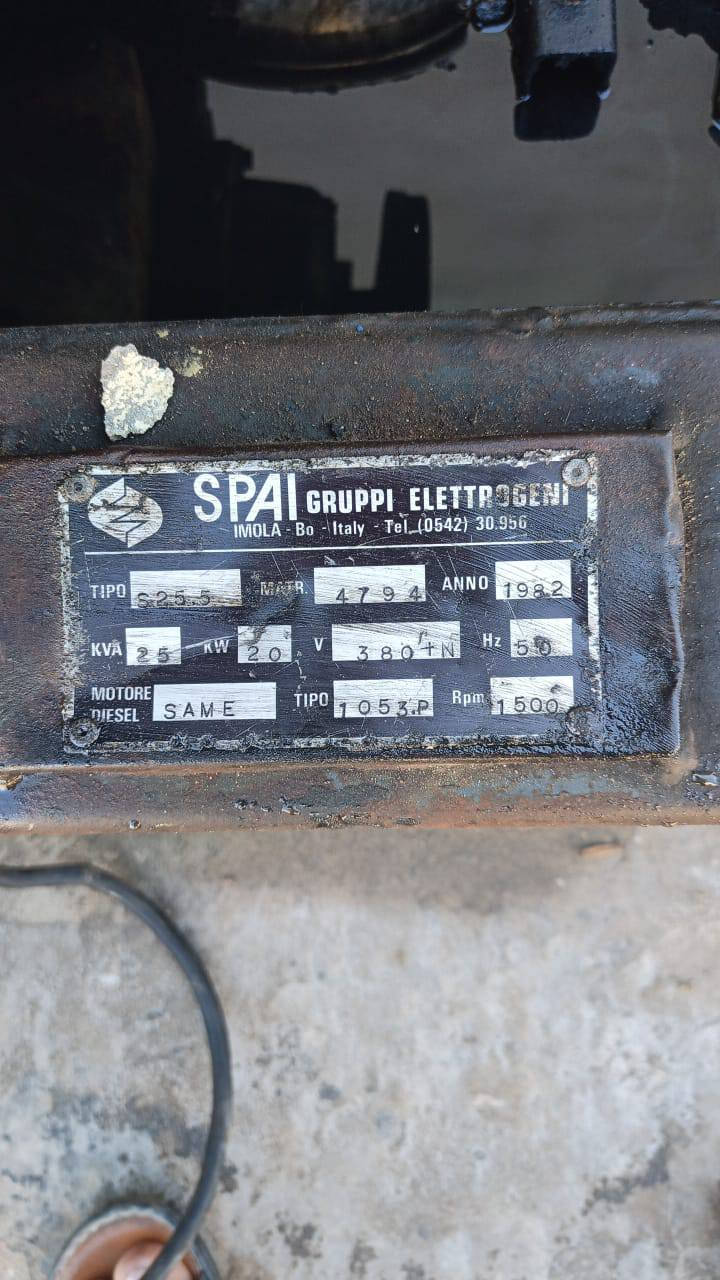 SPAI GRUPPI ELETTROGENI
IMOLA - Bo - Italy - Tel. (0542) 30.956
TIPO S25.5 MATR. 4794 ANNO 1982
KVA 25 KW 20 V 380+N Hz 50
MOTORE DIESEL SAME TIPO 1053.P Rpm 1500